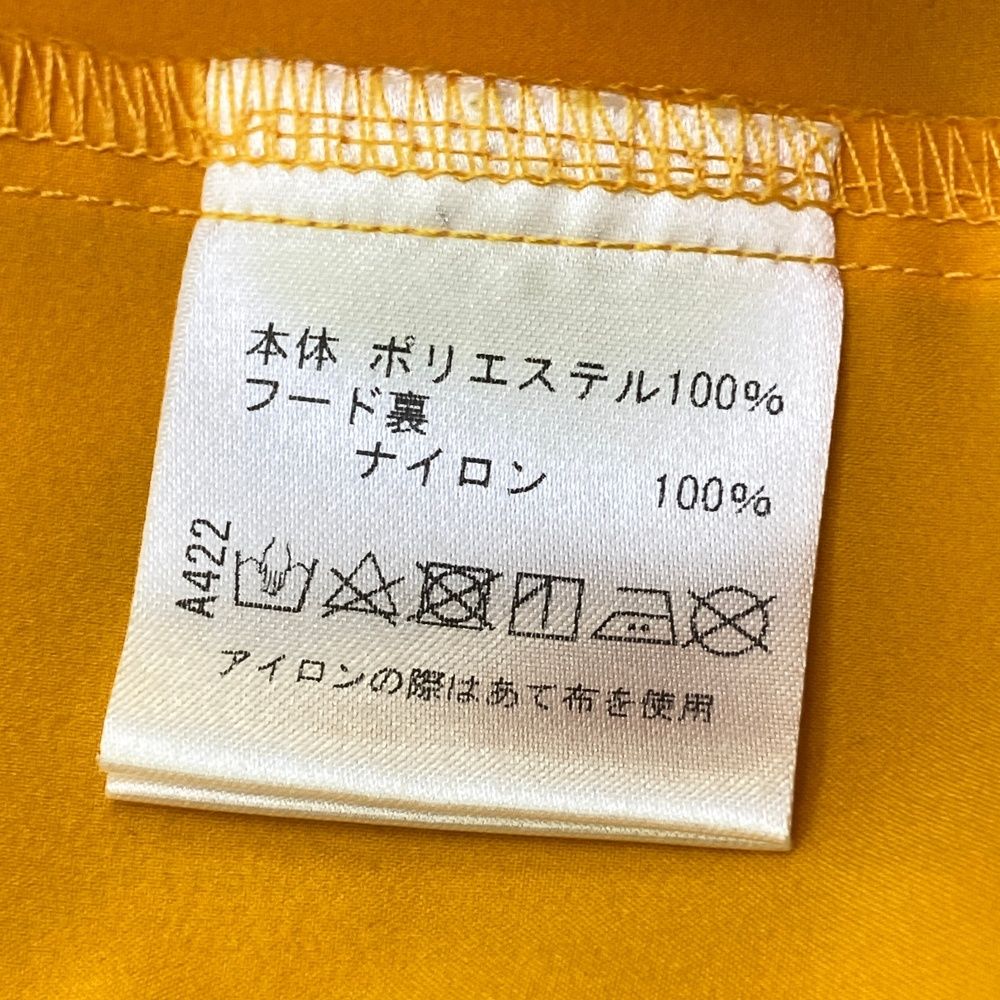 本体 ポリエステル100%
フード裏
ナイロン 100%
A422
アイロンの際はあて布を使用